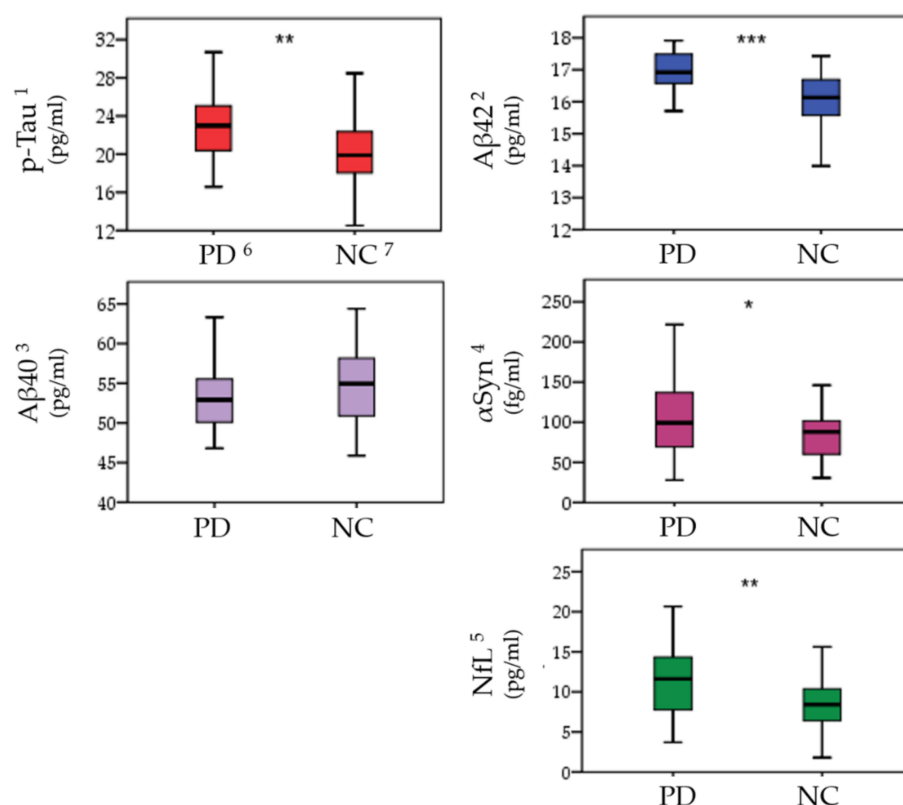 p-Tau 1
(pg/ml)
32
28
24
20
16
12
**
PD 6
NC 7
Aβ42 2
(pg/ml)
18
17
16
15
14
13
12
***
PD
NC
Aβ40 3
(pg/ml)
65
60
55
50
45
40
PD
NC
αSyn 4
(fg/ml)
250
200
150
100
50
0
*
PD
NC
NfL 5
(pg/ml)
25
20
15
10
5
0
**
PD
NC